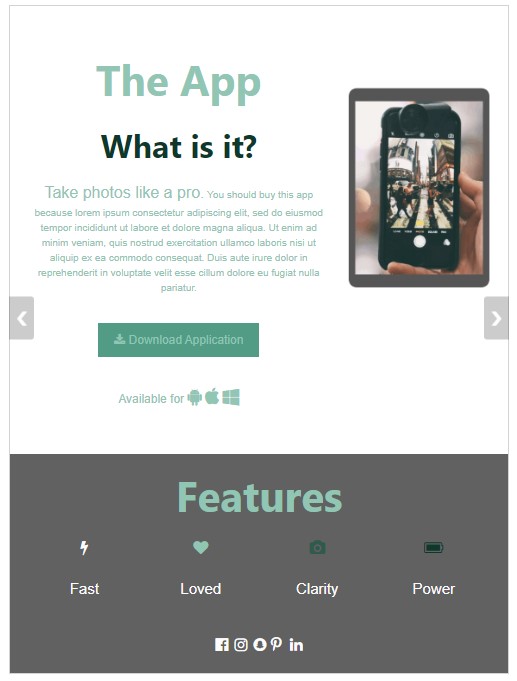 The App
What is it?
Take photos like a pro. You should buy this app
because lorem ipsum consectetur adipiscing elit, sed do eiusmod
tempor incididunt ut labore et dolore magna aliqua. Ut enim ad
minim veniam, quis nostrud exercitation ullamco laboris nisi ut
aliquip ex ea commodo consequat. Duis aute irure dolor in
reprehenderit in voluptate velit esse cillum dolore eu fugiat nulla
pariatur.
Download Application
Available for
Features
Fast
Loved
Clarity
Power